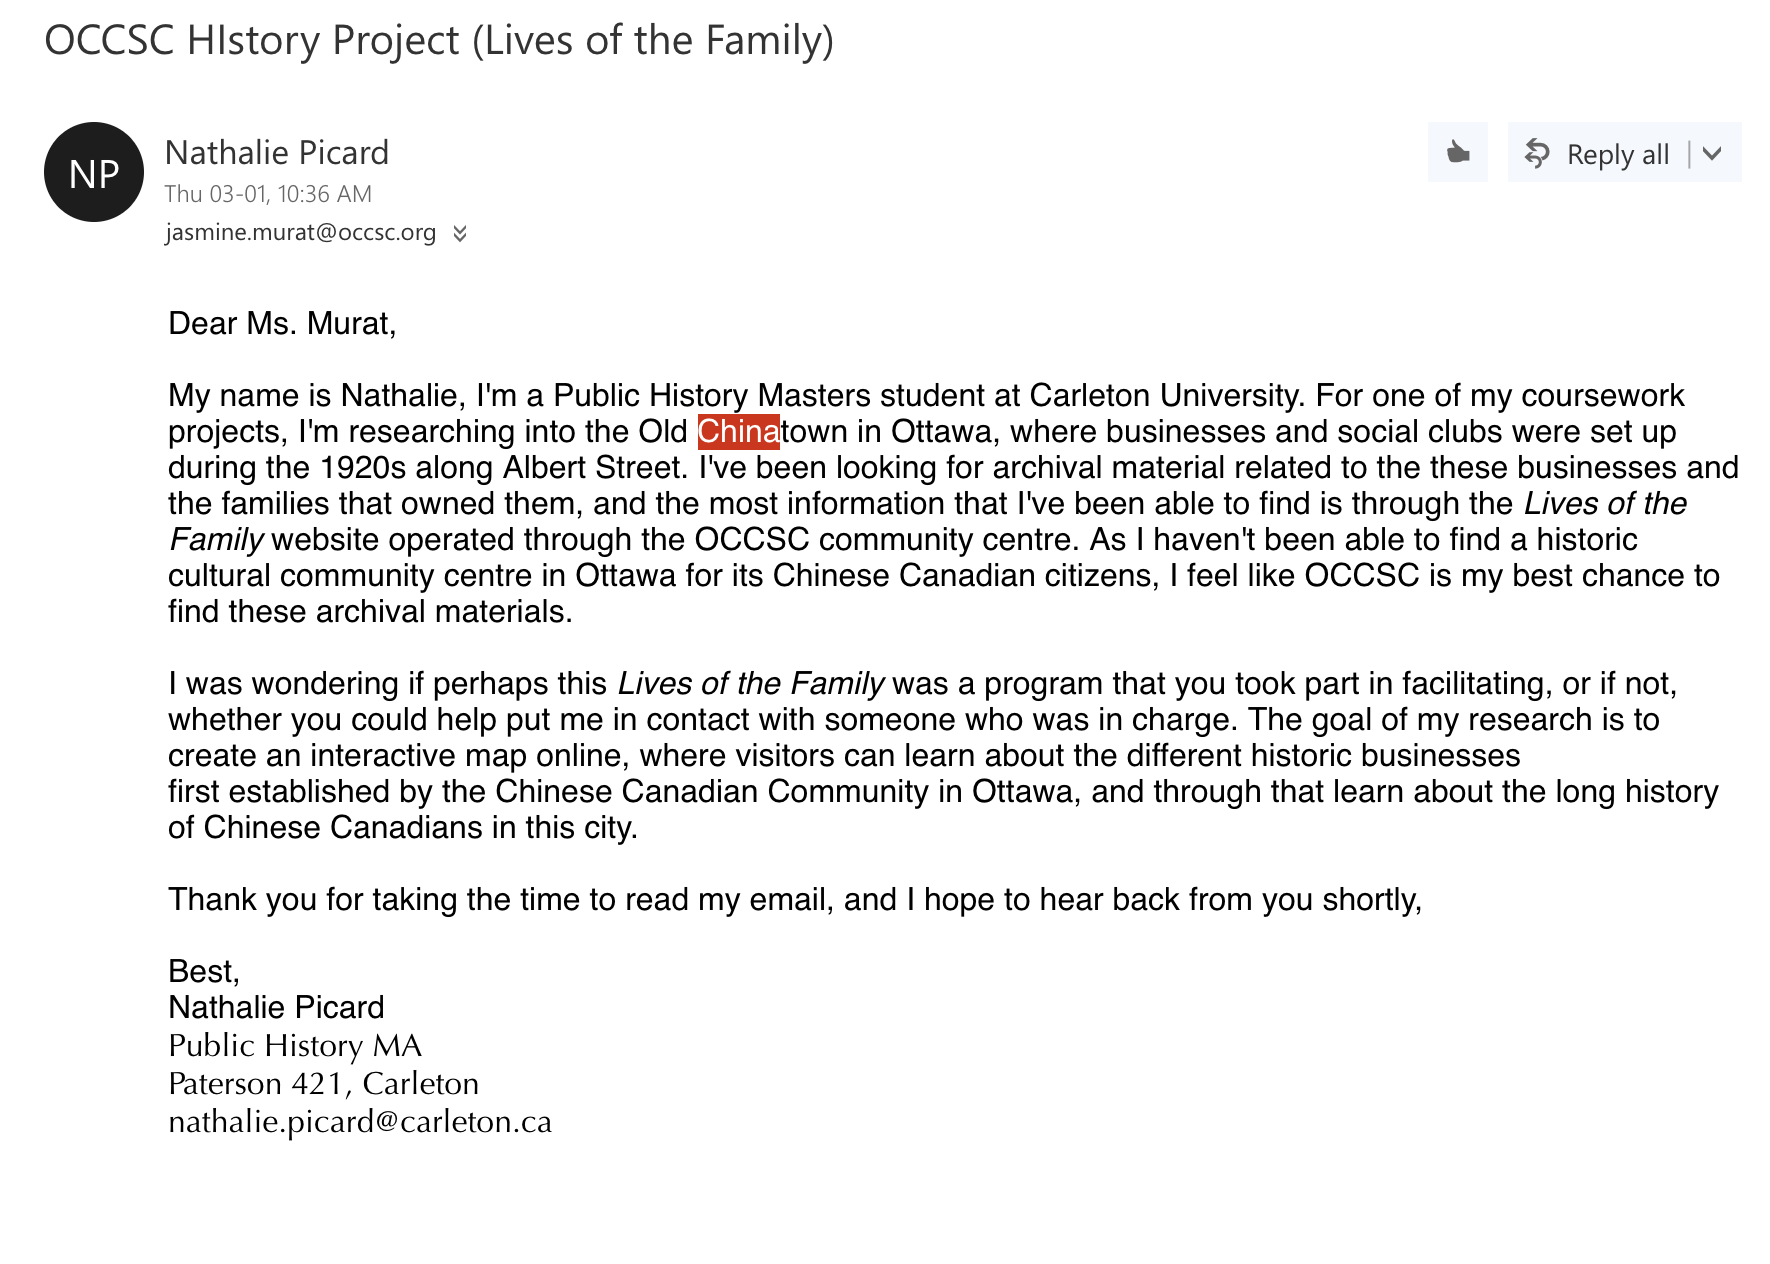 OCCSC HIstory Project (Lives of the Family)
NP
Nathalie Picard
Thu 03-01, 10:36 AM
jasmine.murat@occsc.org
Reply all
Dear Ms. Murat,
My name is Nathalie, I'm a Public History Masters student at Carleton University. For one of my coursework
projects, I'm researching into the Old Chinatown in Ottawa, where businesses and social clubs were set up
during the 1920s along Albert Street. I've been looking for archival material related to the these businesses and
the families that owned them, and the most information that I've been able to find is through the Lives of the
Family website operated through the OCCSC community centre. As I haven't been able to find a historic
cultural community centre in Ottawa for its Chinese Canadian citizens, I feel like OCCSC is my best chance to
find these archival materials.
I was wondering if perhaps this Lives of the Family was a program that you took part in facilitating, or if not,
whether you could help put me in contact with someone who was in charge. The goal of my research is to
create an interactive map online, where visitors can learn about the different historic businesses
first established by the Chinese Canadian Community in Ottawa, and through that learn about the long history
of Chinese Canadians in this city.
Thank you for taking the time to read my email, and I hope to hear back from you shortly,
Best,
Nathalie Picard
Public History MA
Paterson 421, Carleton
nathalie.picard@carleton.ca